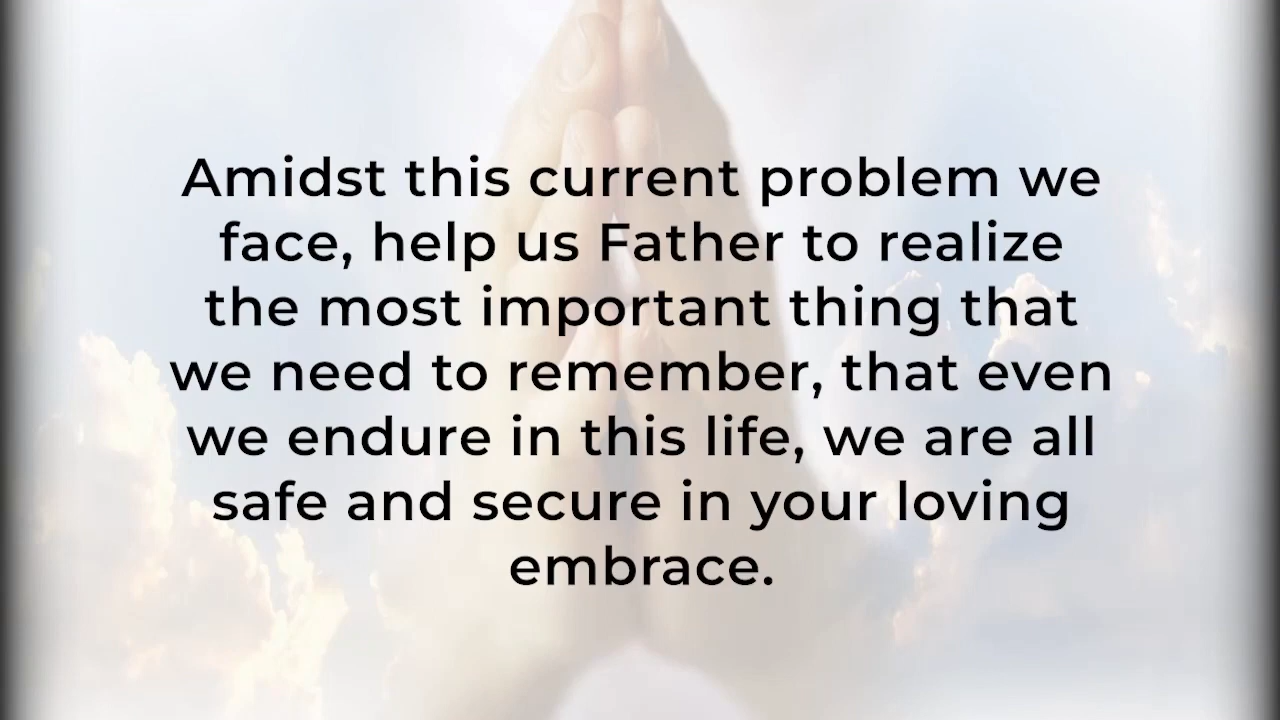 Amidst this current problem we
face, help us Father to realize
the most important thing that
we need to remember, that even
we endure in this life, we are all
safe and secure in your loving
embrace.